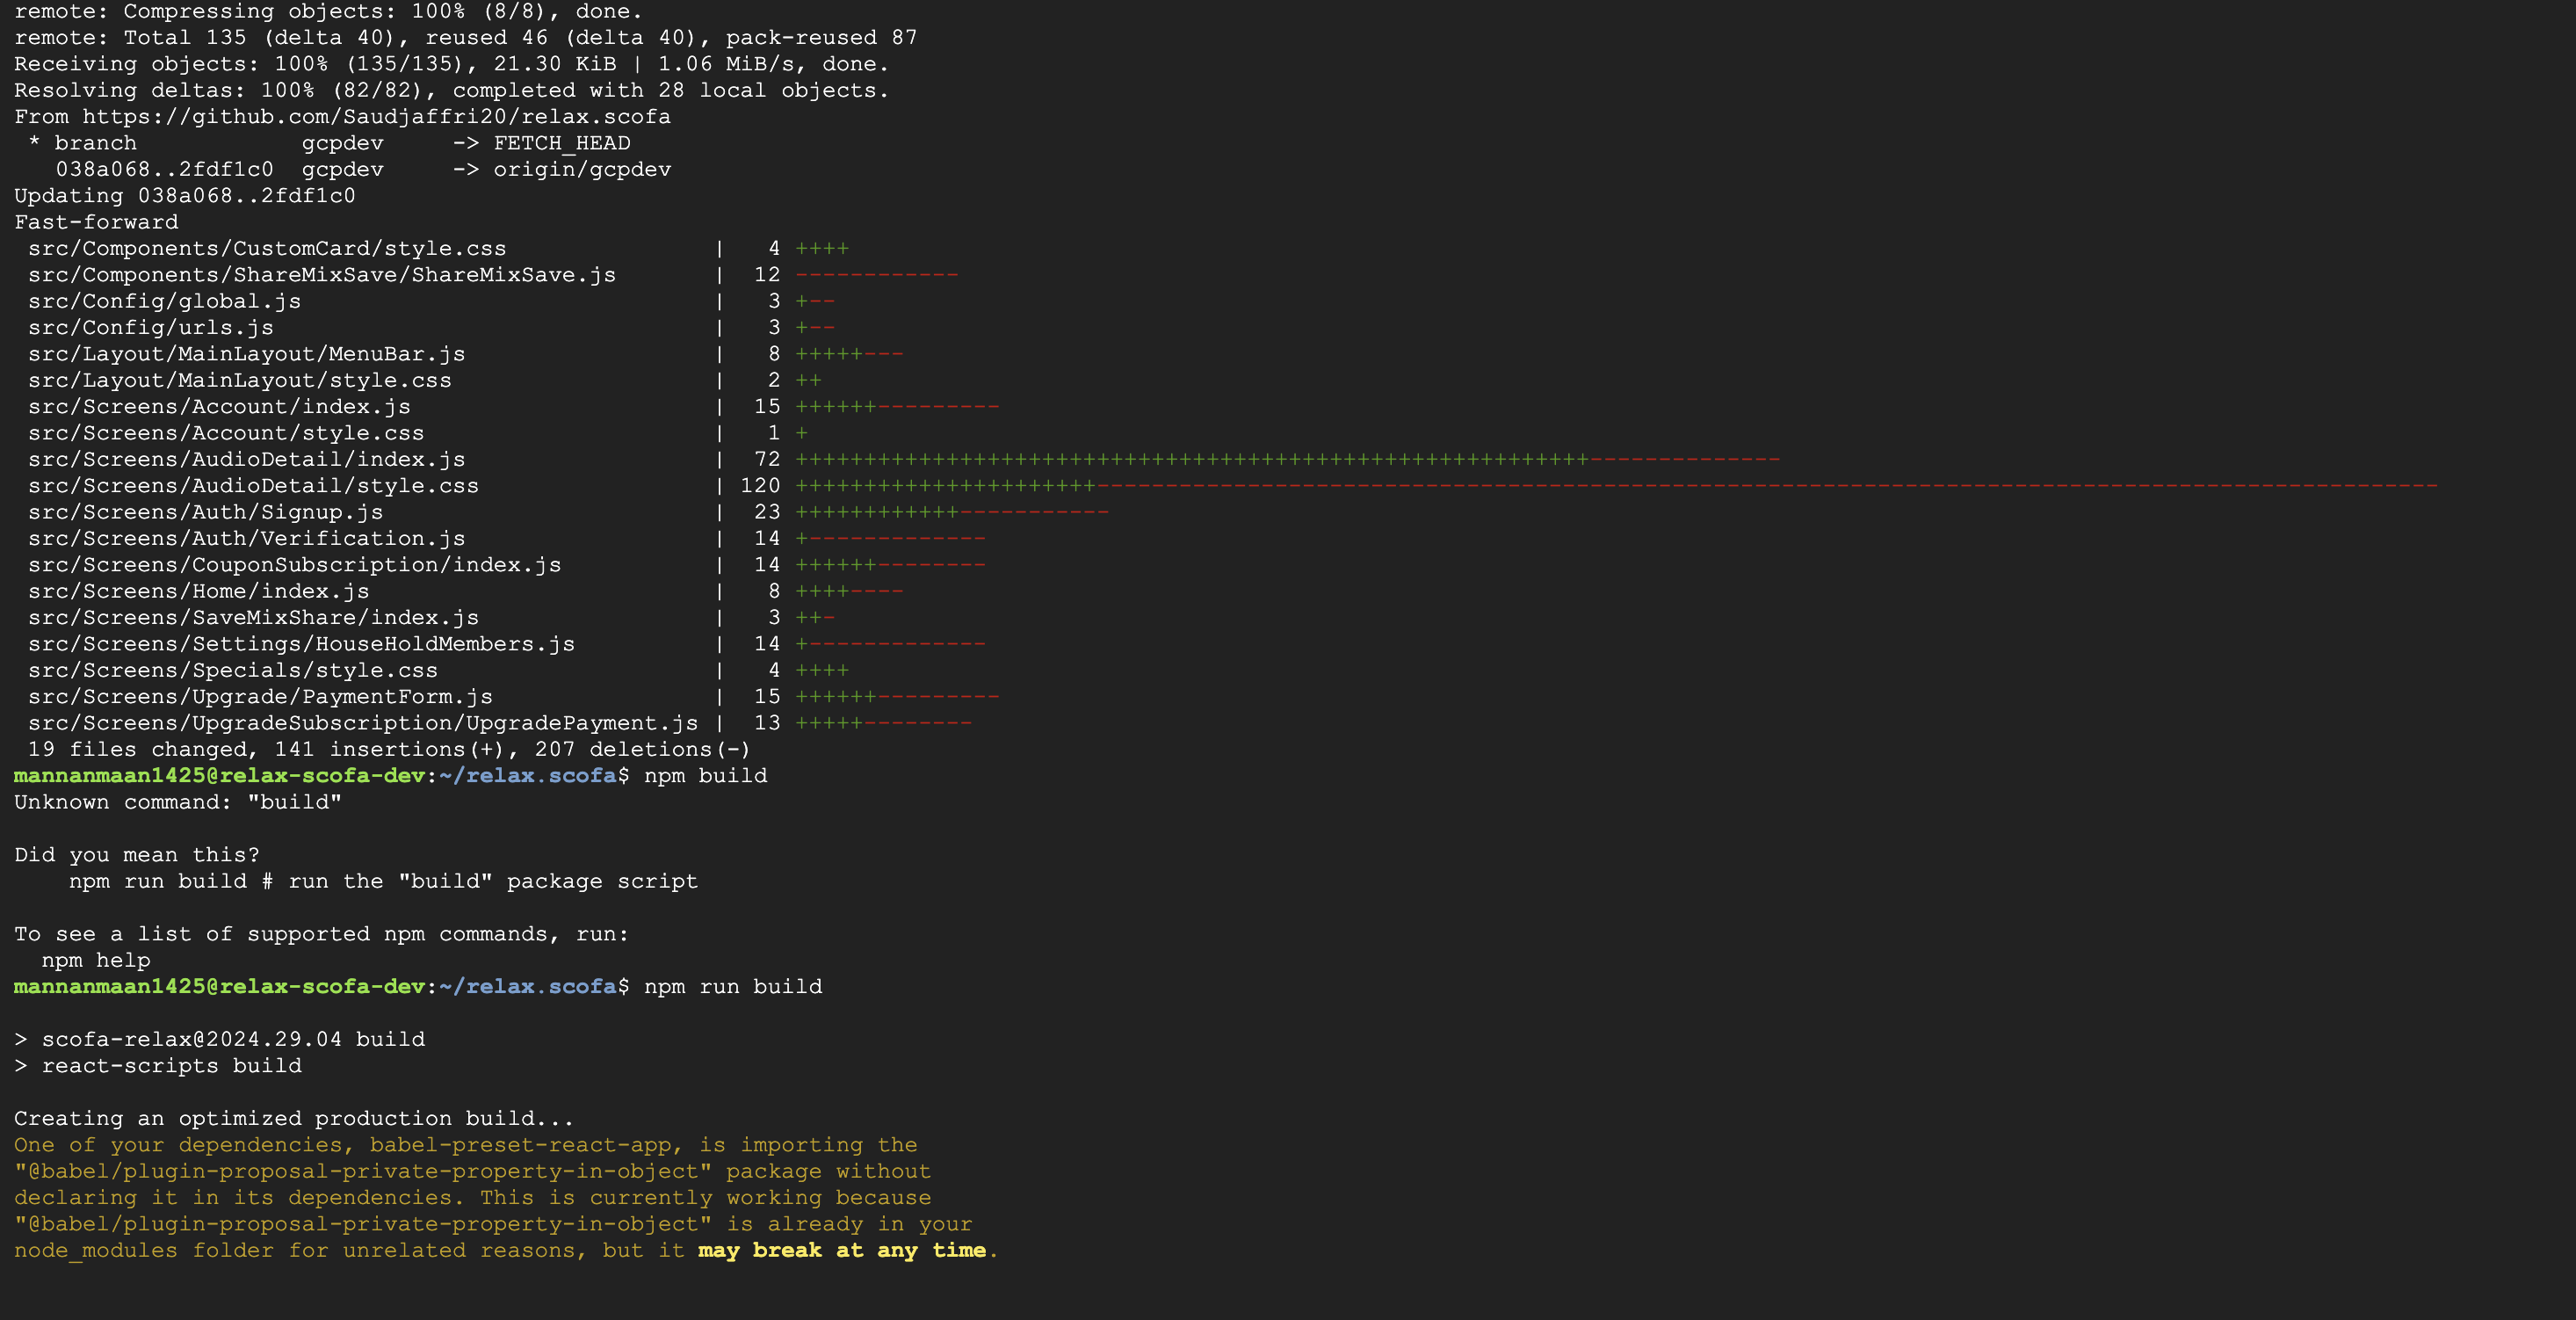 remote: Compressing objects: 100% (8/8), done.
remote: Total 135 (delta 40), reused 46 (delta 40), pack-reused 87
Receiving objects: 100% (135/135), 21.30 KiB | 1.06 MiB/s, done.
Resolving deltas: 100% (82/82), completed with 28 local objects.
From https://github.com/Saudjaffri20/relax.scofa
 * branch            gcpdev     -> FETCH_HEAD
   038a068..2fdf1c0  gcpdev     -> origin/gcpdev
Updating 038a068..2fdf1c0
Fast-forward
 src/Components/CustomCard/style.css               |   4 ++++
 src/Components/ShareMixSave/ShareMixSave.js       |  12 ------------
 src/Config/global.js                              |   3 +--
 src/Config/urls.js                                |   3 +--
 src/Layout/MainLayout/MenuBar.js                  |   8 +++++---
 src/Layout/MainLayout/style.css                   |   2 ++
 src/Screens/Account/index.js                      |  15 ++++++---------
 src/Screens/Account/style.css                     |   1 +
 src/Screens/AudioDetail/index.js                  |  72 ++++++++++++++++++++++++++++++++++++++++++++++++++++++++++--------------
 src/Screens/AudioDetail/style.css                 | 120 ++++++++++++++++++++++--------------------------------------------------------------------------------------------------
 src/Screens/Auth/Signup.js                        |  23 ++++++++++++-----------
 src/Screens/Auth/Verification.js                  |  14 +-------------
 src/Screens/CouponSubscription/index.js           |  14 ++++++--------
 src/Screens/Home/index.js                         |   8 ++++----
 src/Screens/SaveMixShare/index.js                 |   3 ++-
 src/Screens/Settings/HouseHoldMembers.js          |  14 +-------------
 src/Screens/Specials/style.css                    |   4 ++++
 src/Screens/Upgrade/PaymentForm.js                |  15 ++++++---------
 src/Screens/UpgradeSubscription/UpgradePayment.js |  13 +++++--------
 19 files changed, 141 insertions(+), 207 deletions(-)
mannanmaan1425@relax-scofa-dev:~/relax.scofa$ npm build
Unknown command: "build"
Did you mean this?
    npm run build # run the "build" package script
To see a list of supported npm commands, run:
  npm help
mannanmaan1425@relax-scofa-dev:~/relax.scofa$ npm run build
> scofa-relax@2024.29.04 build
> react-scripts build
Creating an optimized production build...
One of your dependencies, babel-preset-react-app, is importing the
"@babel/plugin-proposal-private-property-in-object" package without
declaring it in its dependencies. This is currently working because
"@babel/plugin-proposal-private-property-in-object" is already in your
node_modules folder for unrelated reasons, but it may break at any time.